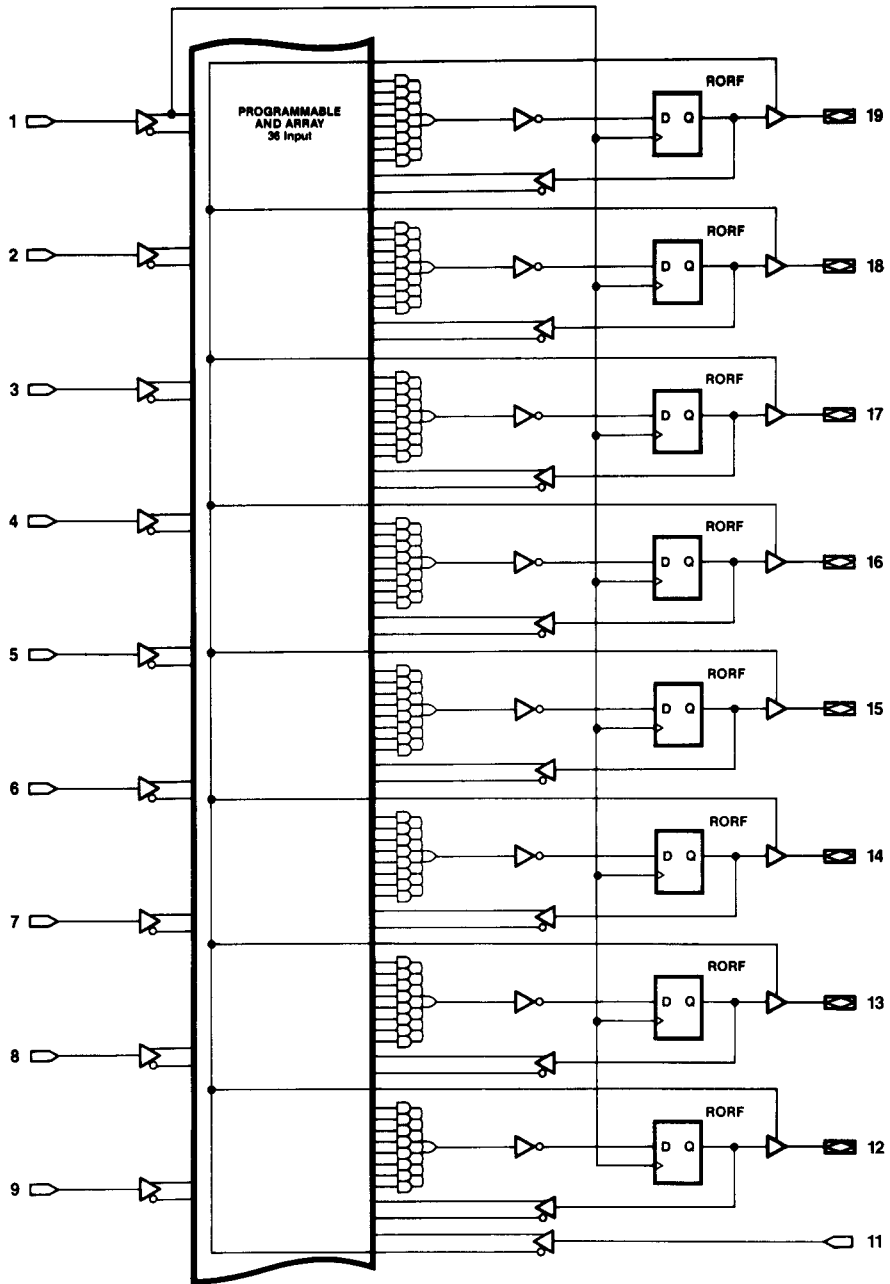 RORF
1
PROGRAMMABLE
AND ARRAY
36 Input
D Q
19
RORF
2
D Q
18
RORF
3
D Q
17
RORF
4
D Q
16
RORF
5
D Q
15
RORF
6
D Q
14
RORF
7
D Q
13
RORF
8
D Q
12
9
11